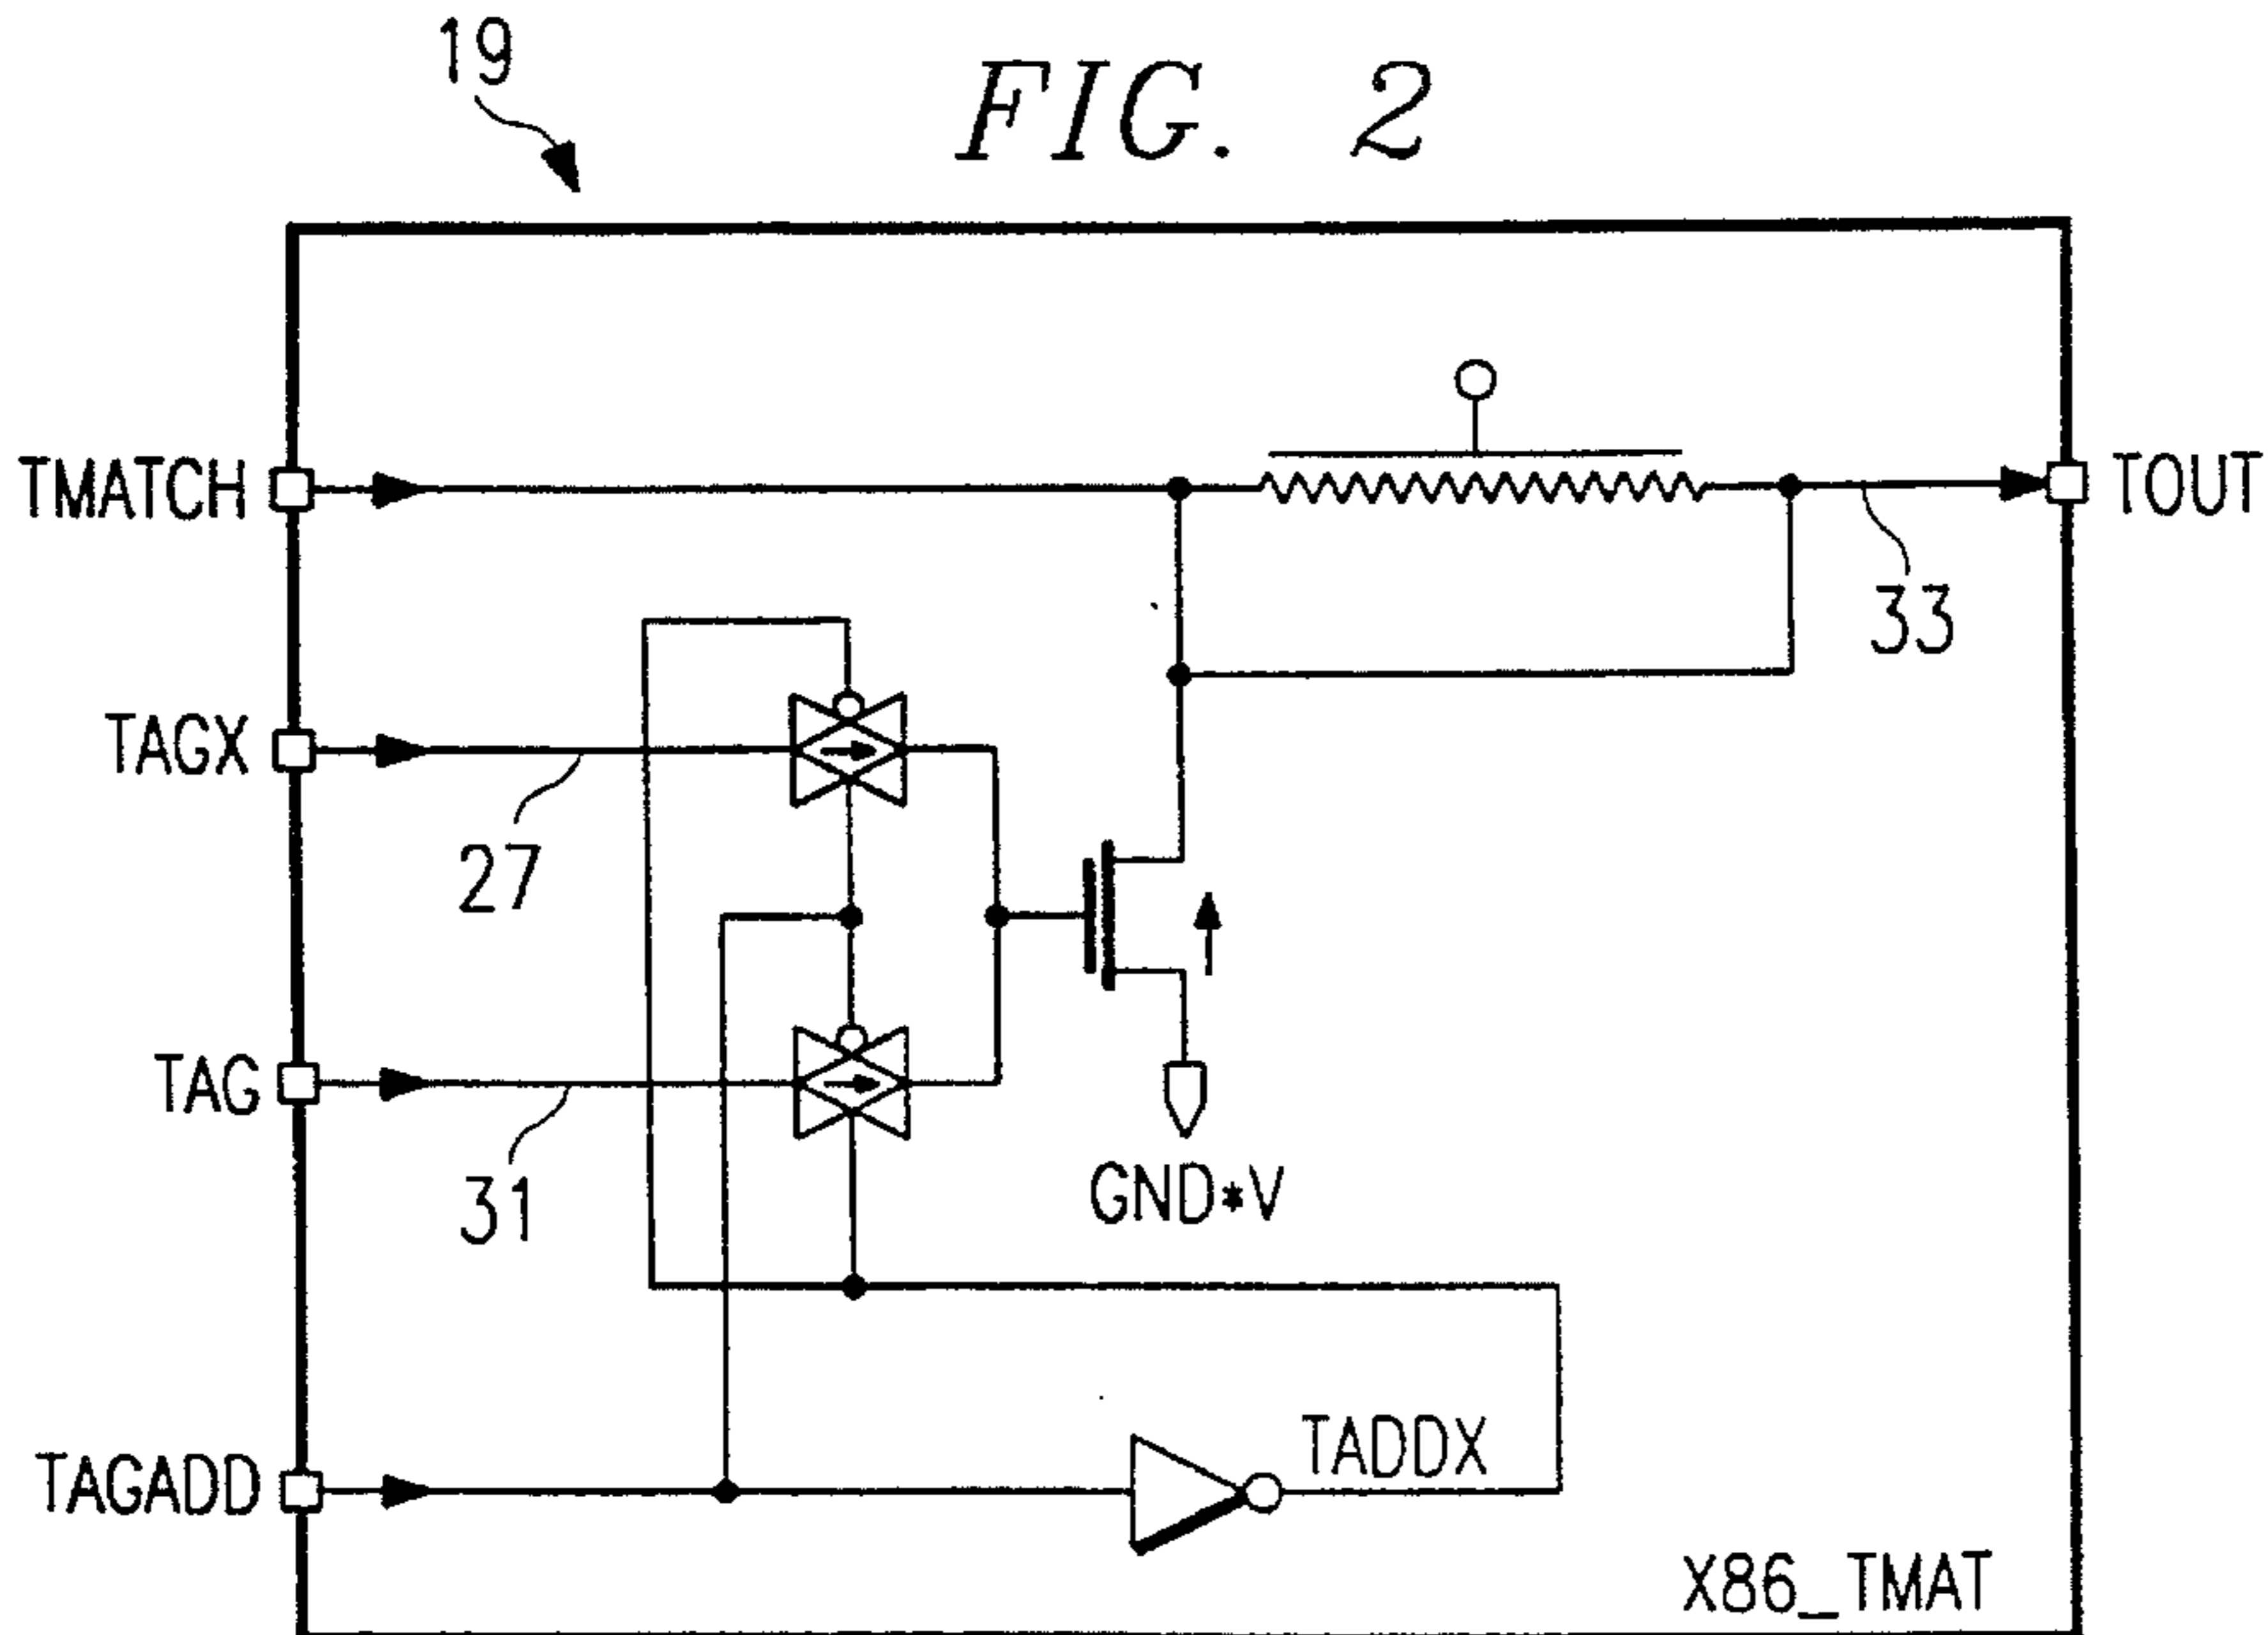 19
FIG. 2
TMATCH
TOUT
33
TAGX
27
TAG
31
GND*V
TAGADD
TADDX
X86_TMAT